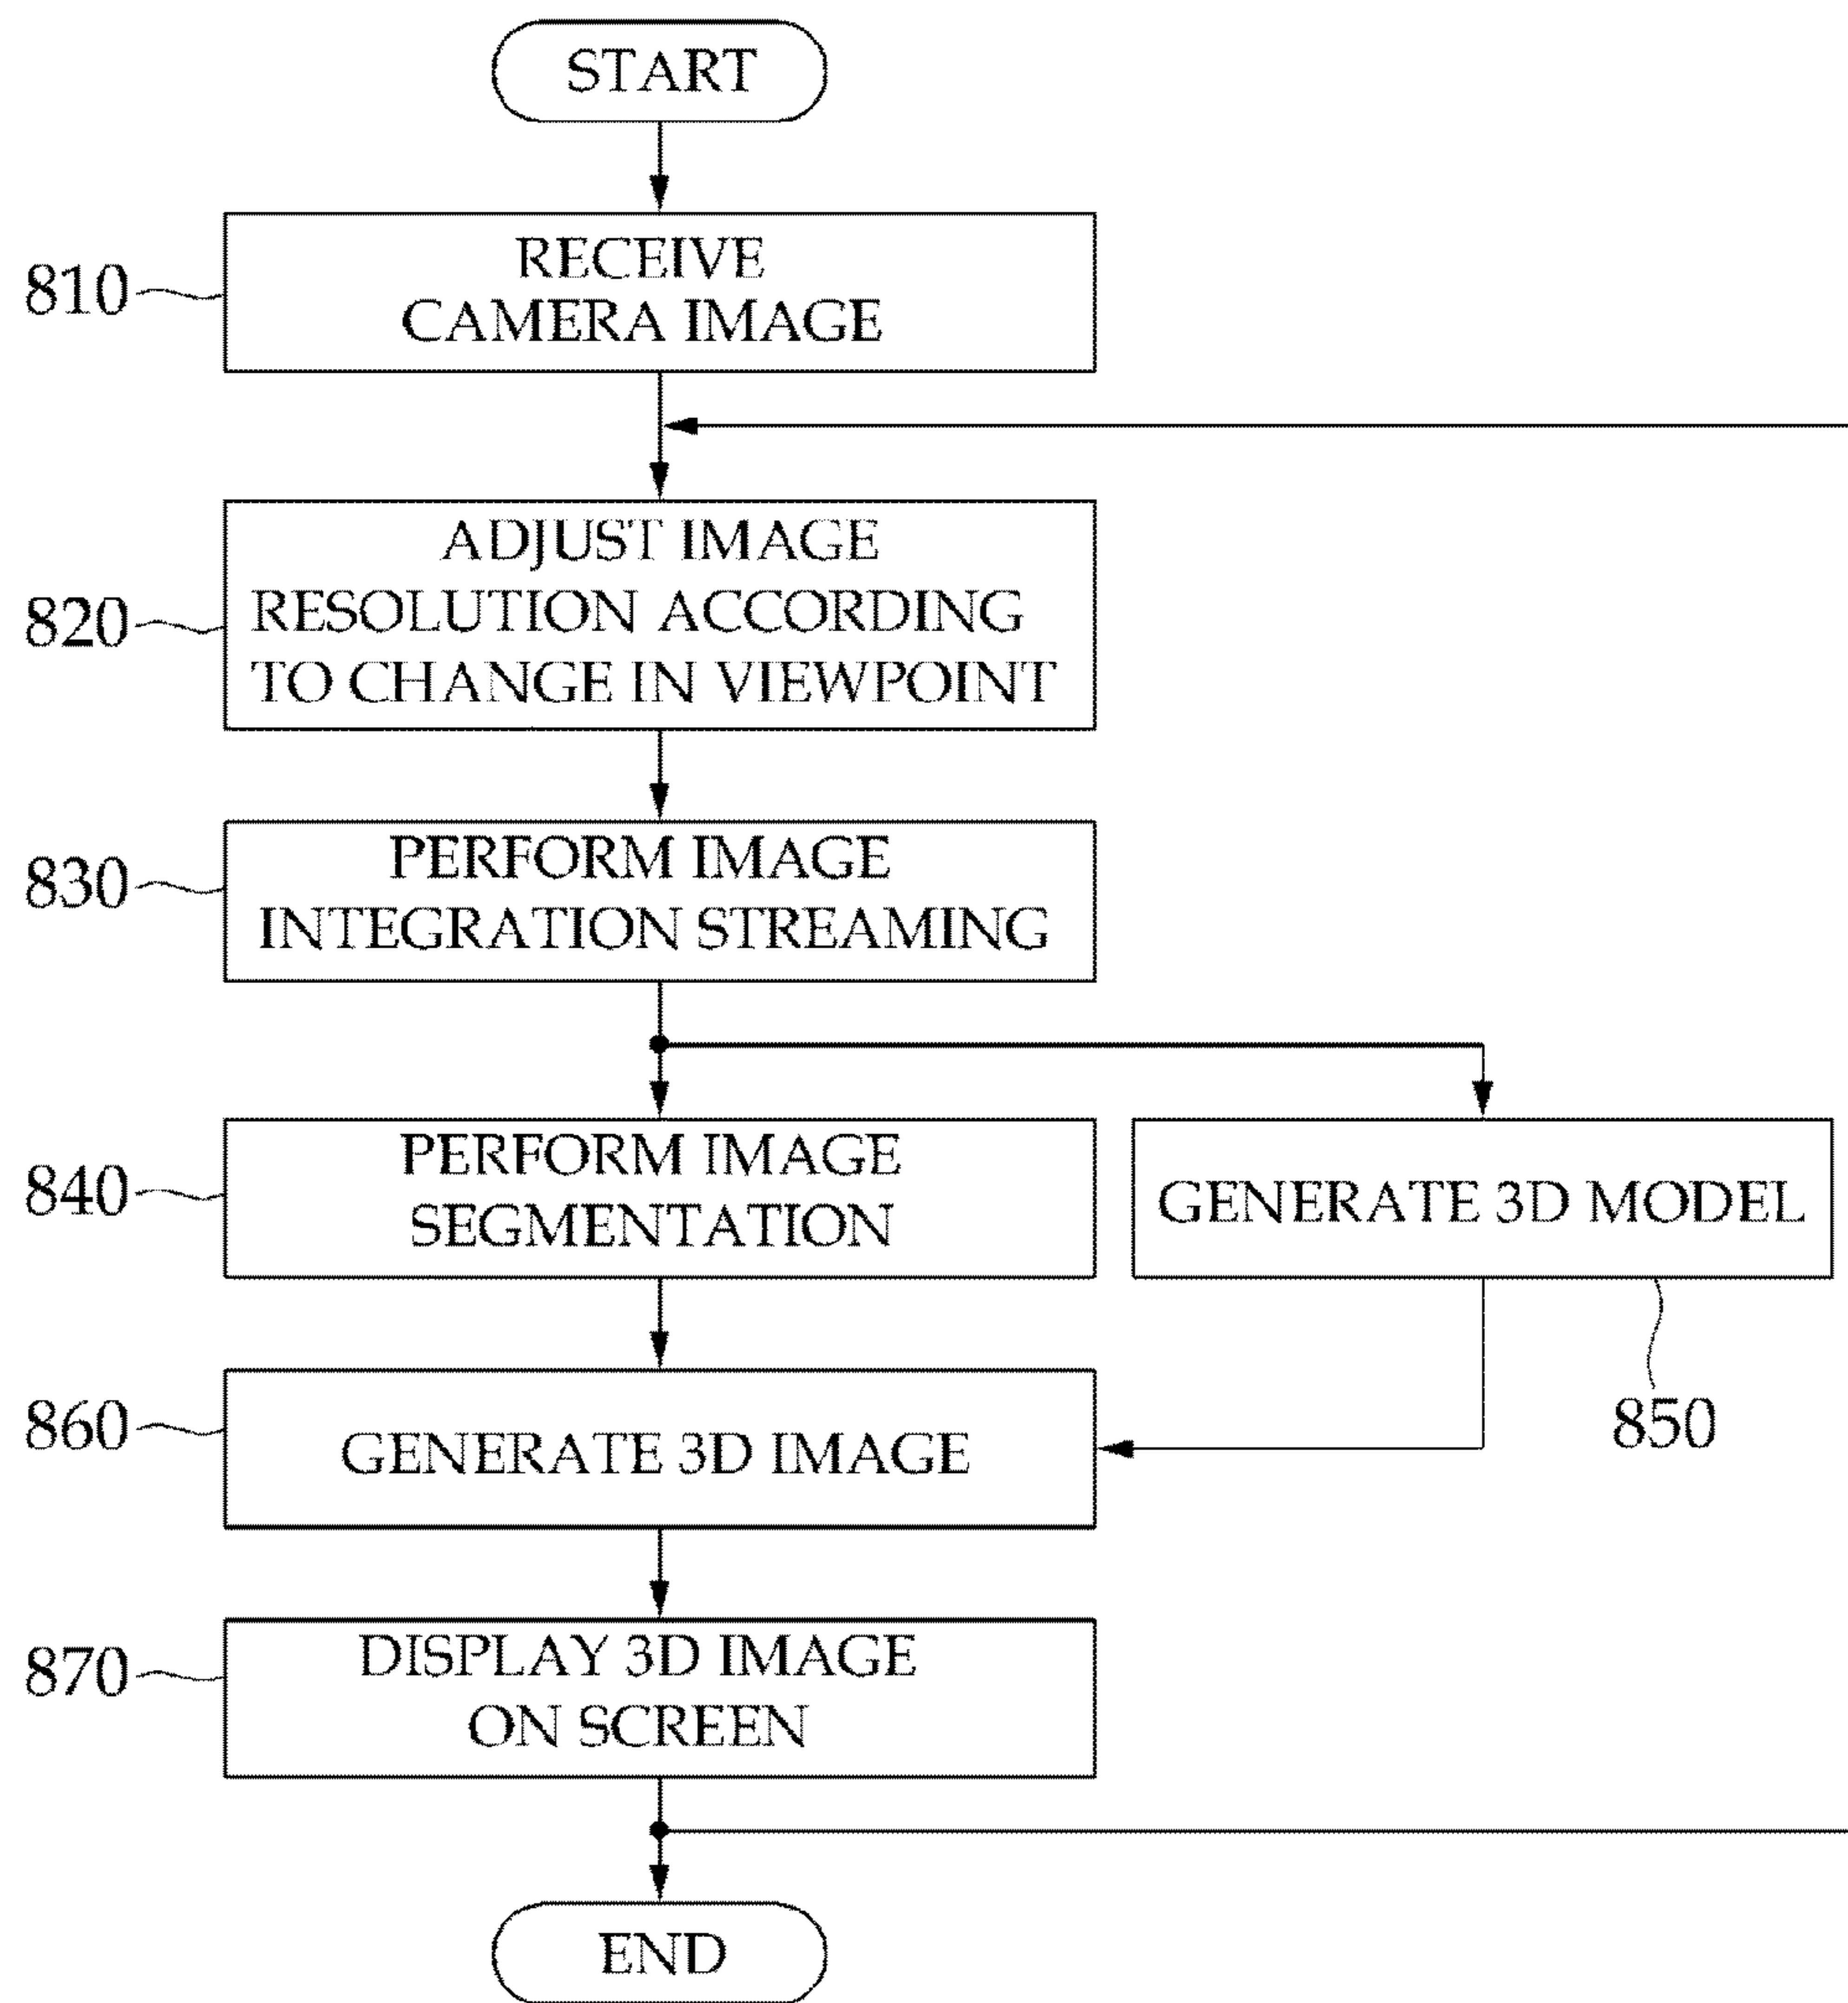 START
810
RECEIVE
CAMERA IMAGE
820
ADJUST IMAGE
RESOLUTION ACCORDING
TO CHANGE IN VIEWPOINT
830
PERFORM IMAGE
INTEGRATION STREAMING
840
PERFORM IMAGE
SEGMENTATION
GENERATE 3D MODEL
850
860
GENERATE 3D IMAGE
870
DISPLAY 3D IMAGE
ON SCREEN
END